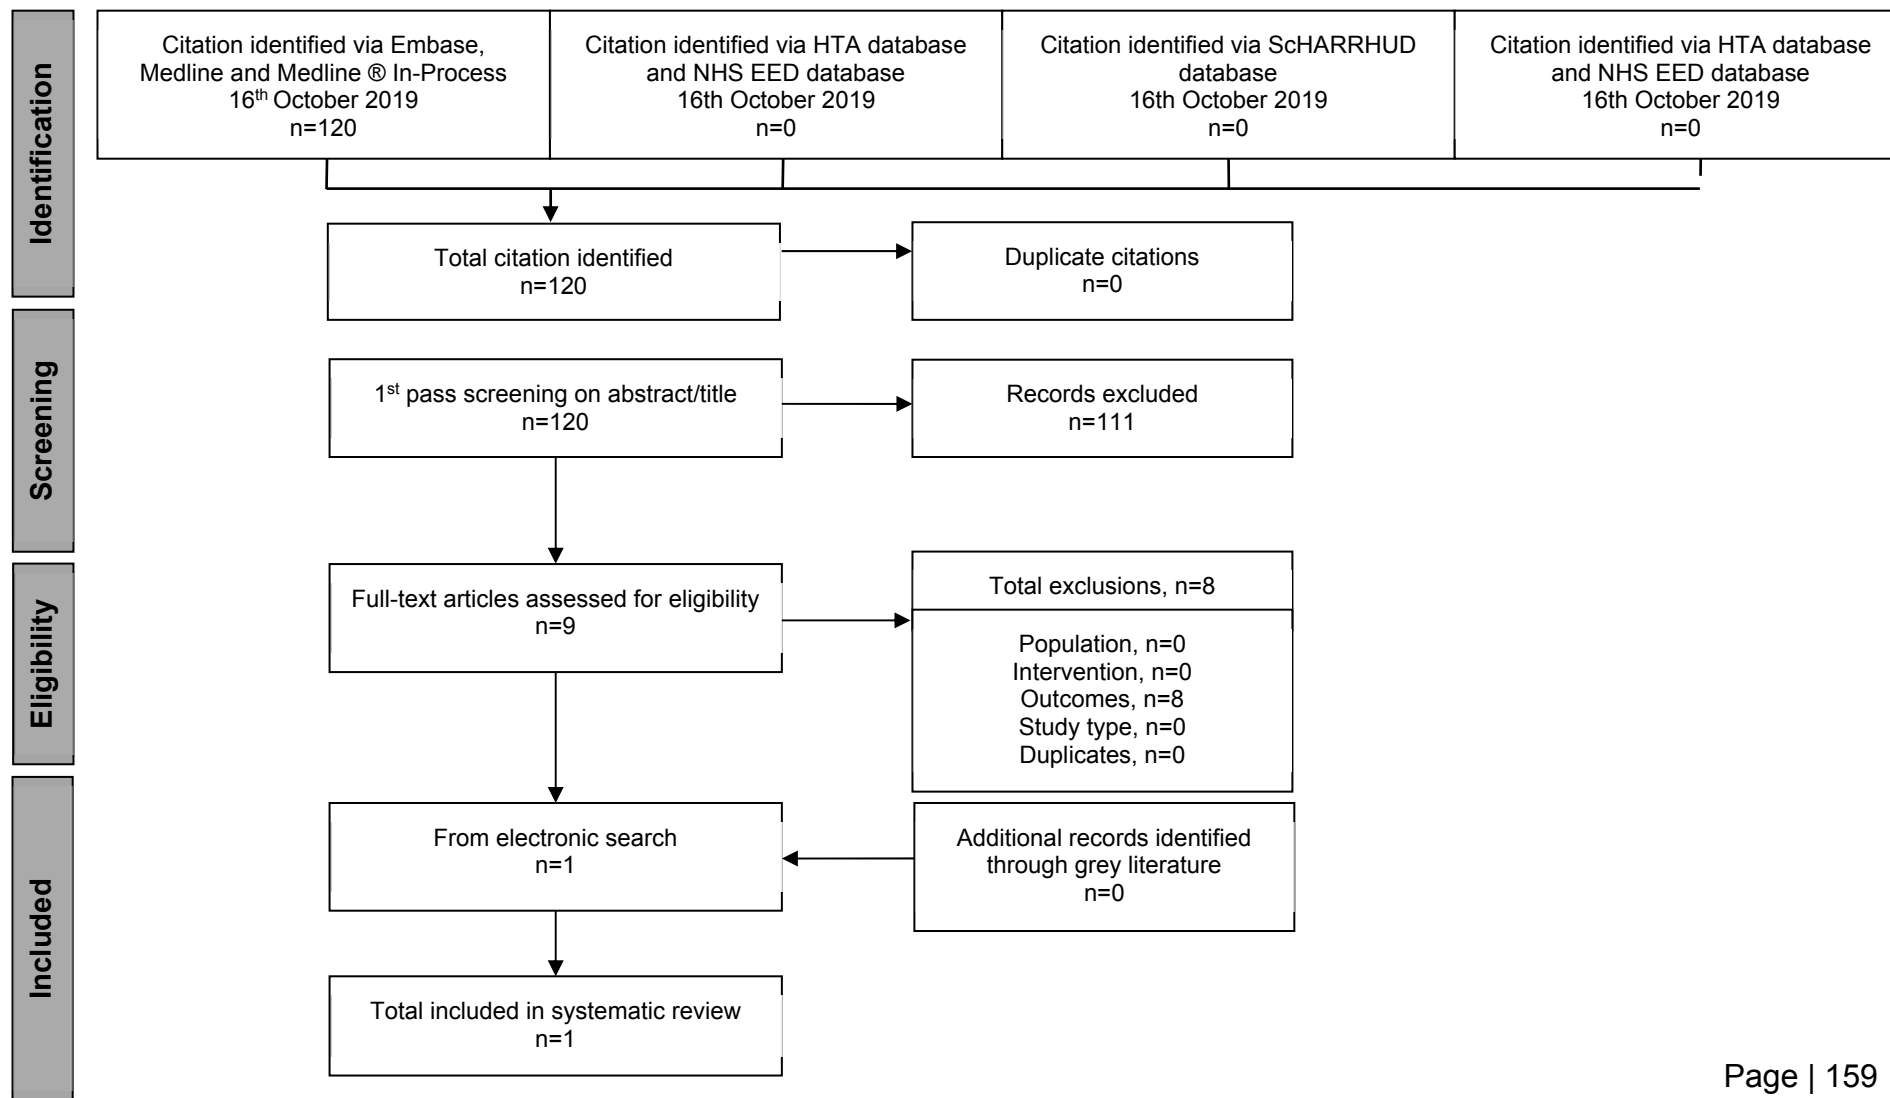 Identification
Citation identified via Embase,
Medline and Medline ® In-Process
16th October 2019
n=120
Citation identified via HTA database
and NHS EED database
16th October 2019
n=0
Citation identified via ScHARRHUD
database
16th October 2019
n=0
Citation identified via HTA database
and NHS EED database
16th October 2019
n=0
Total citation identified
n=120
Duplicate citations
n=0
Screening
1st pass screening on abstract/title
n=120
Records excluded
n=111
Eligibility
Full-text articles assessed for eligibility
n=9
Total exclusions, n=8
Population, n=0
Intervention, n=0
Outcomes, n=8
Study type, n=0
Duplicates, n=0
Included
From electronic search
n=1
Additional records identified
through grey literature
n=0
Total included in systematic review
n=1
Page | 159